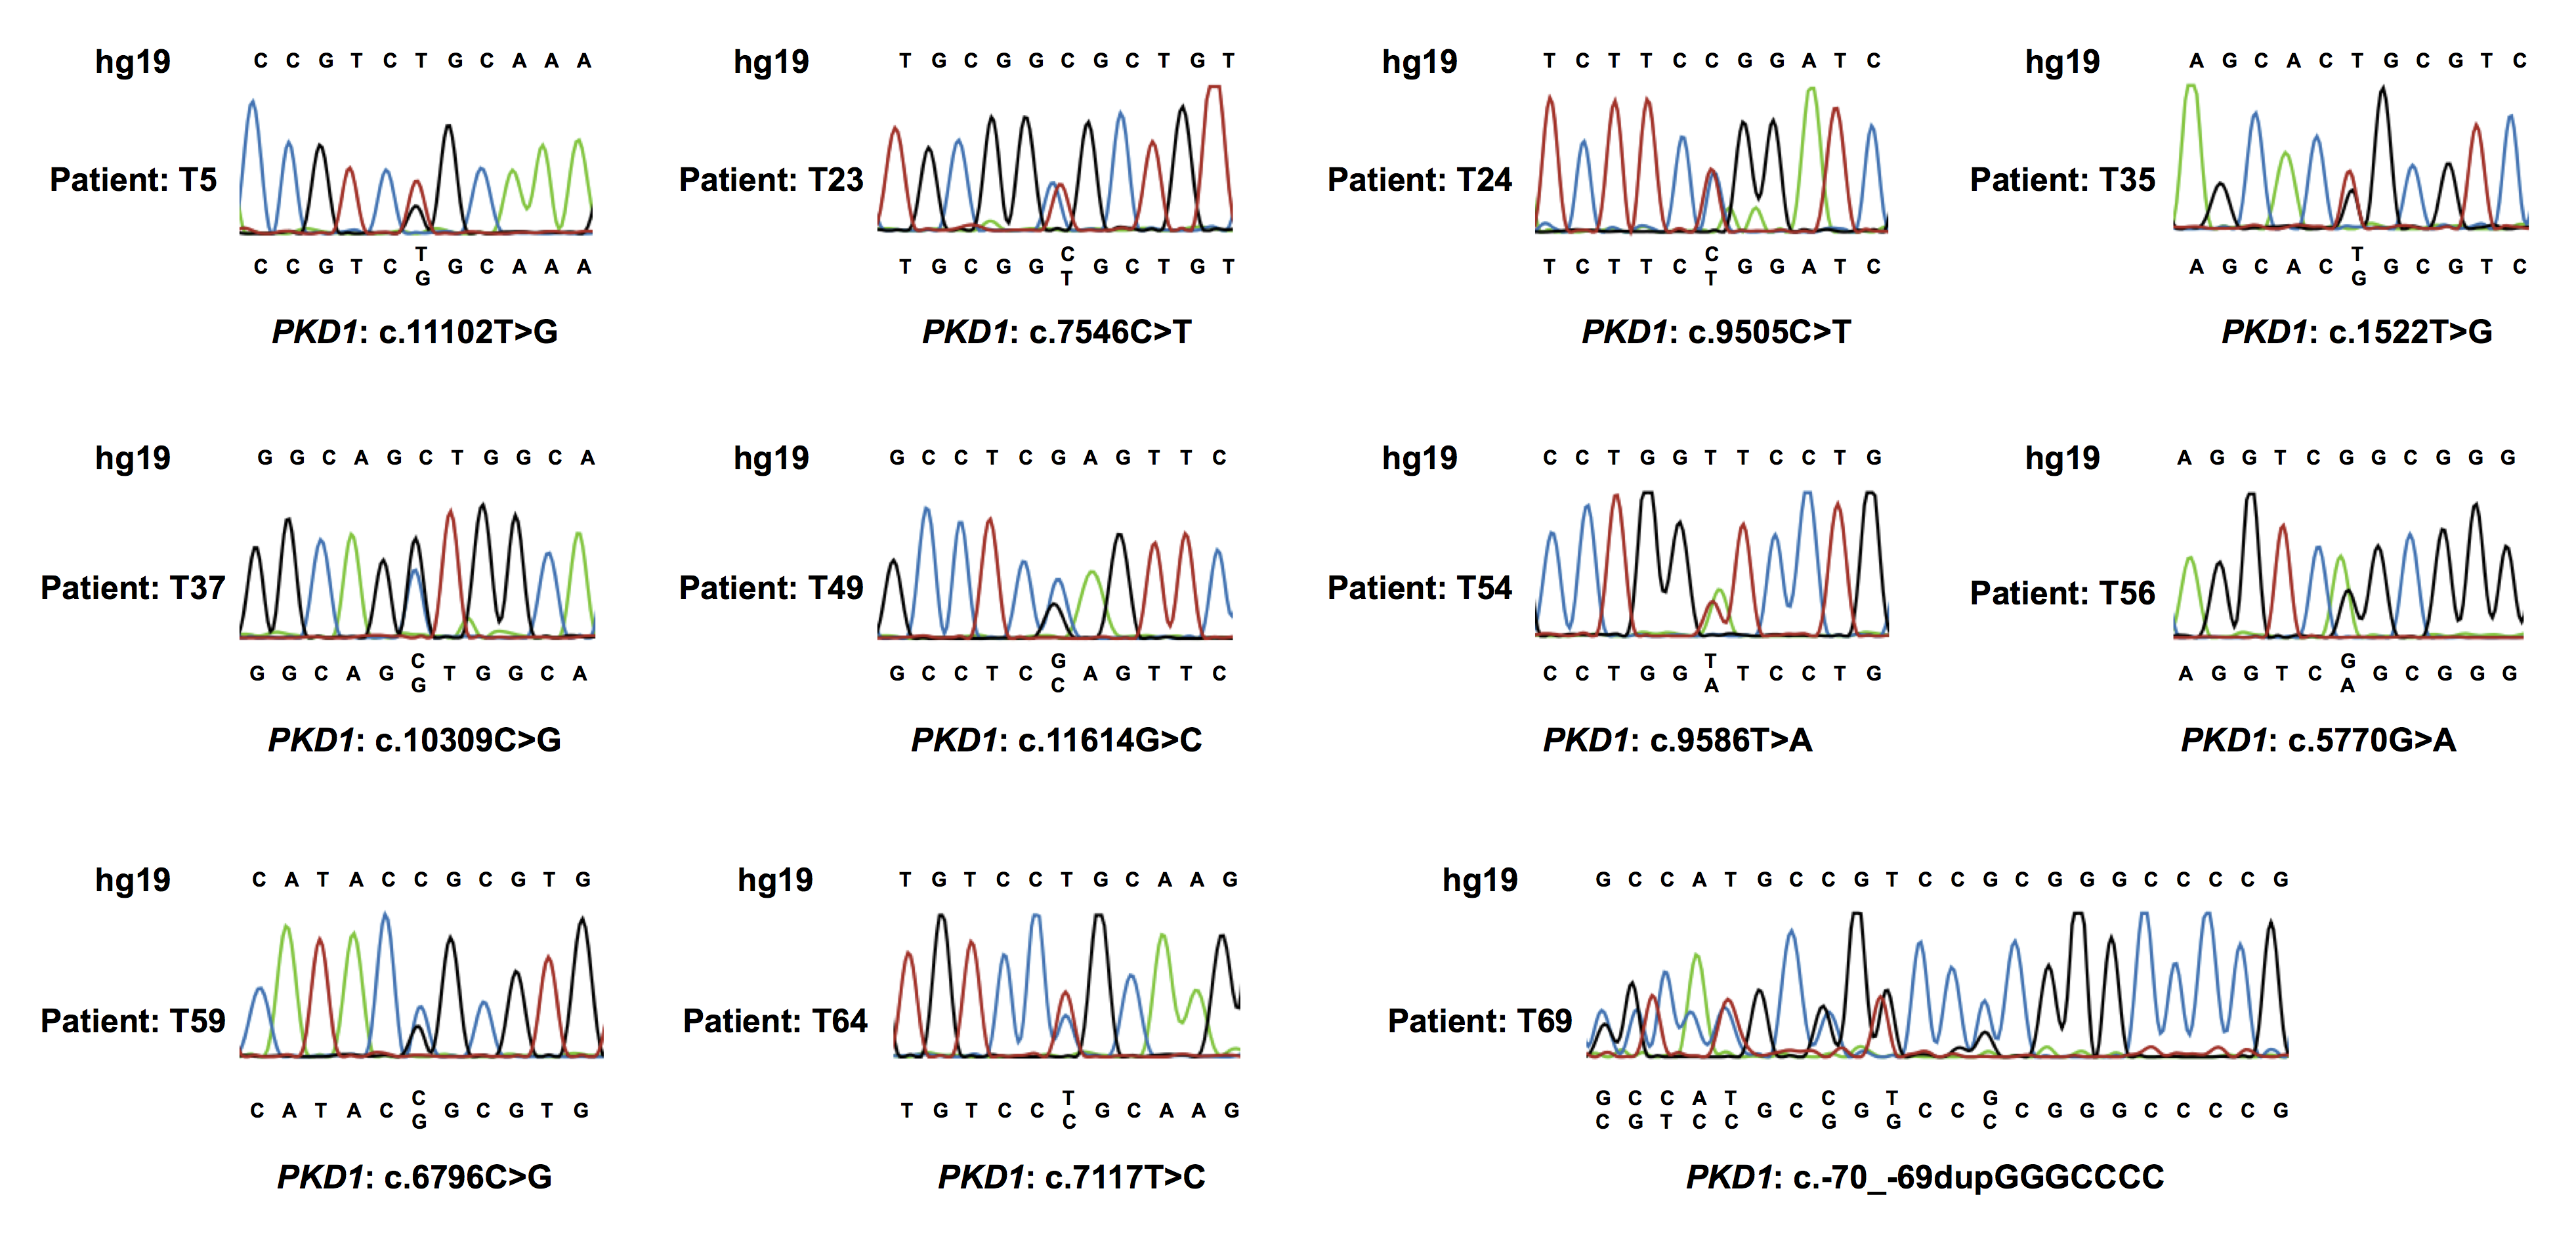 hg19 C C G T C T G C A A A
Patient: T5
T
C C G T C G C A A A
G
PKD1: c.11102T>G
hg19 T G C G G C G C T G T
Patient: T23
C
T G C G G G C T G T
T
PKD1: c.7546C>T
hg19 T C T T C C G G A T C
Patient: T24
C
T C T T C G G A T C
T
PKD1: c.9505C>T
hg19 A G C A C T G C G T C
Patient: T35
T
A G C A C G C G T C
G
PKD1: c.1522T>G
hg19 G G C A G C T G G C A
Patient: T37
C
G G C A G T G G C A
G
PKD1: c.10309C>G
hg19 G C C T C G A G T T C
Patient: T49
G
G C C T C A G T T C
C
PKD1: c.11614G>C
hg19 C C T G G T T C C T G
Patient: T54
T
C C T G G T C C T G
A
PKD1: c.9586T>A
hg19 A G G T C G G C G G G
Patient: T56
G
A G G T C G C G G G
A
PKD1: c.5770G>A
hg19 C A T A C C G C G T G
Patient: T59
C
C A T A C G C G T G
G
PKD1: c.6796C>G
hg19 T G T C C T G C A A G
Patient: T64
T
T G T C C G C A A G
C
PKD1: c.7117T>C
hg19 G C C A T G C C G T C C G C G G G C C C C G
Patient: T69
G C C A T C T G
G C G C C C G G G C C C C G
C G T C C G G C
PKD1: c.-70_-69dupGGGCCCC